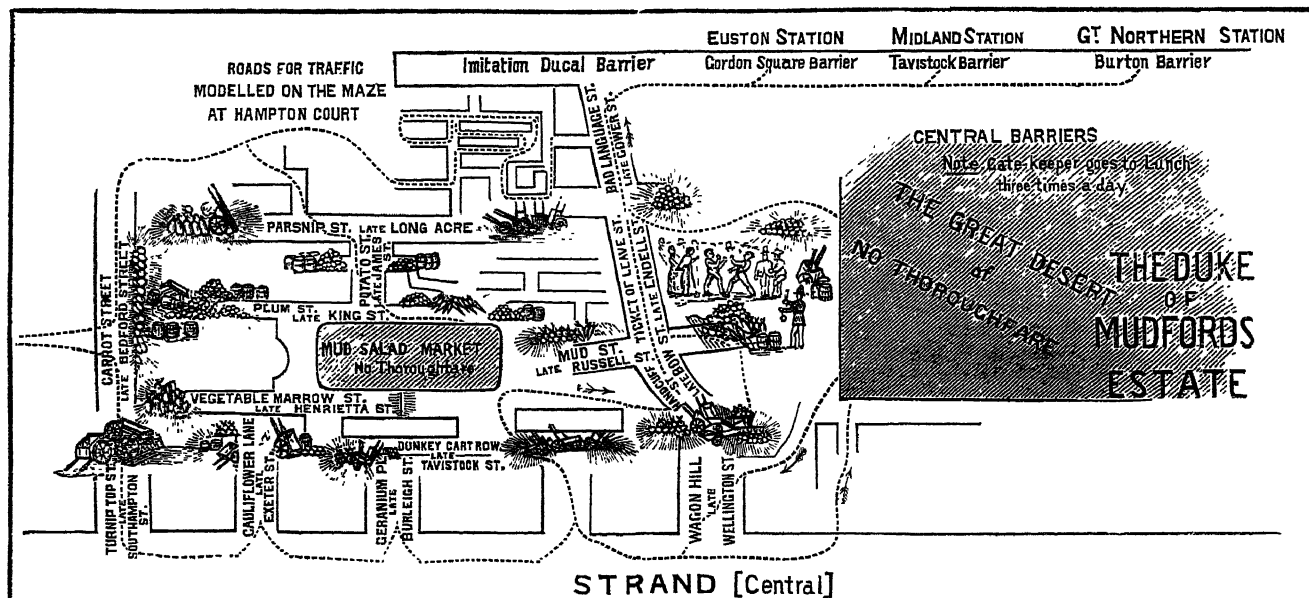 EUSTON STATION
MIDLAND STATION
GT. NORTHERN STATION
Imitation Ducal Barrier
Gordon Square Barrier
Tavistock Barrier
Burton Barrier
ROADS FOR TRAFFIC
MODELLED ON THE MAZE
AT HAMPTON COURT
BAD LANGUAGE ST.
LATE GOWER ST.
CENTRAL BARRIERS
Note. Gate-keeper goes to Lunch
three times a day
THE GREAT DESERT
of
NO THOROUGHFARE
THE DUKE
OF
MUDFORDS
ESTATE
PARSNIP ST. LATE LONG ACRE
CARROT STREET
LATE BEDFORD STREET
POTATO ST.
LATE JAMES ST.
TICKET OF LEAVE ST.
LATE ENDELL ST.
PLUM ST.
LATE KING ST.
MUD SALAD MARKET
No Thoroughfare
MUD ST.
LATE RUSSELL ST.
HANDCUFF ST.
LATE BOW ST.
VEGETABLE MARROW ST.
LATE HENRIETTA ST.
DUNKEY CART ROW
LATE
TAVISTOCK ST.
TURNIP TOP ST.
LATE
SOUTHAMPTON ST.
CAULIFLOWER LANE
LATE
EXETER ST.
GERANIUM PL.
LATE
BURLEIGH ST.
WAGON HILL
LATE
WELLINGTON ST.
STRAND [Central]